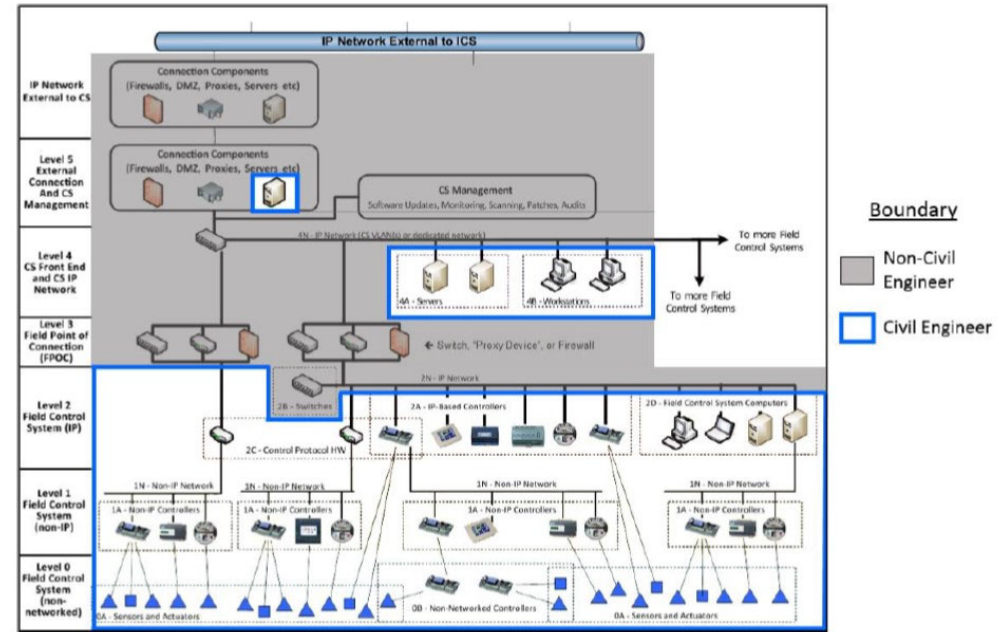 IP Network External to ICS
IP Network
External to CS
Connection Components
(Firewalls, DMZ, Proxies, Servers etc)
Level 5
External
Connection
And CS
Management
Connection Components
(Firewalls, DMZ, Proxies, Servers etc)
CS Management
Software Updates, Monitoring, Scanning, Patches, Audits
Boundary
Non-Civil
Engineer
Civil Engineer
Level 4
CS Front End
and CS IP
Network
4N - IP Network (CS VLAN(s) or dedicated network)
To more Field
Control Systems
4A - Servers
4B - Workstations
To more Field
Control Systems
Level 3
Field Point of
Connection
(FPOC)
← Switch, "Proxy Device", or Firewall
Level 2
Field Control
System (IP)
2N - IP Network
2B - Switches
2A - IP-Based Controllers
2D - Field Control System Computers
2C - Control Protocol HW
Level 1
Field Control
System
(non-IP)
1N - Non-IP Network
1N - Non-IP Network
1N - Non-IP Network
1N - Non-IP Network
1A - Non-IP Controllers
1A - Non-IP Controllers
1A - Non-IP Controllers
1A - Non-IP Controllers
Level 0
Field Control
System
(non-
networked)
0A - Sensors and Actuators
0B - Non-Networked Controllers
0A - Sensors and Actuators